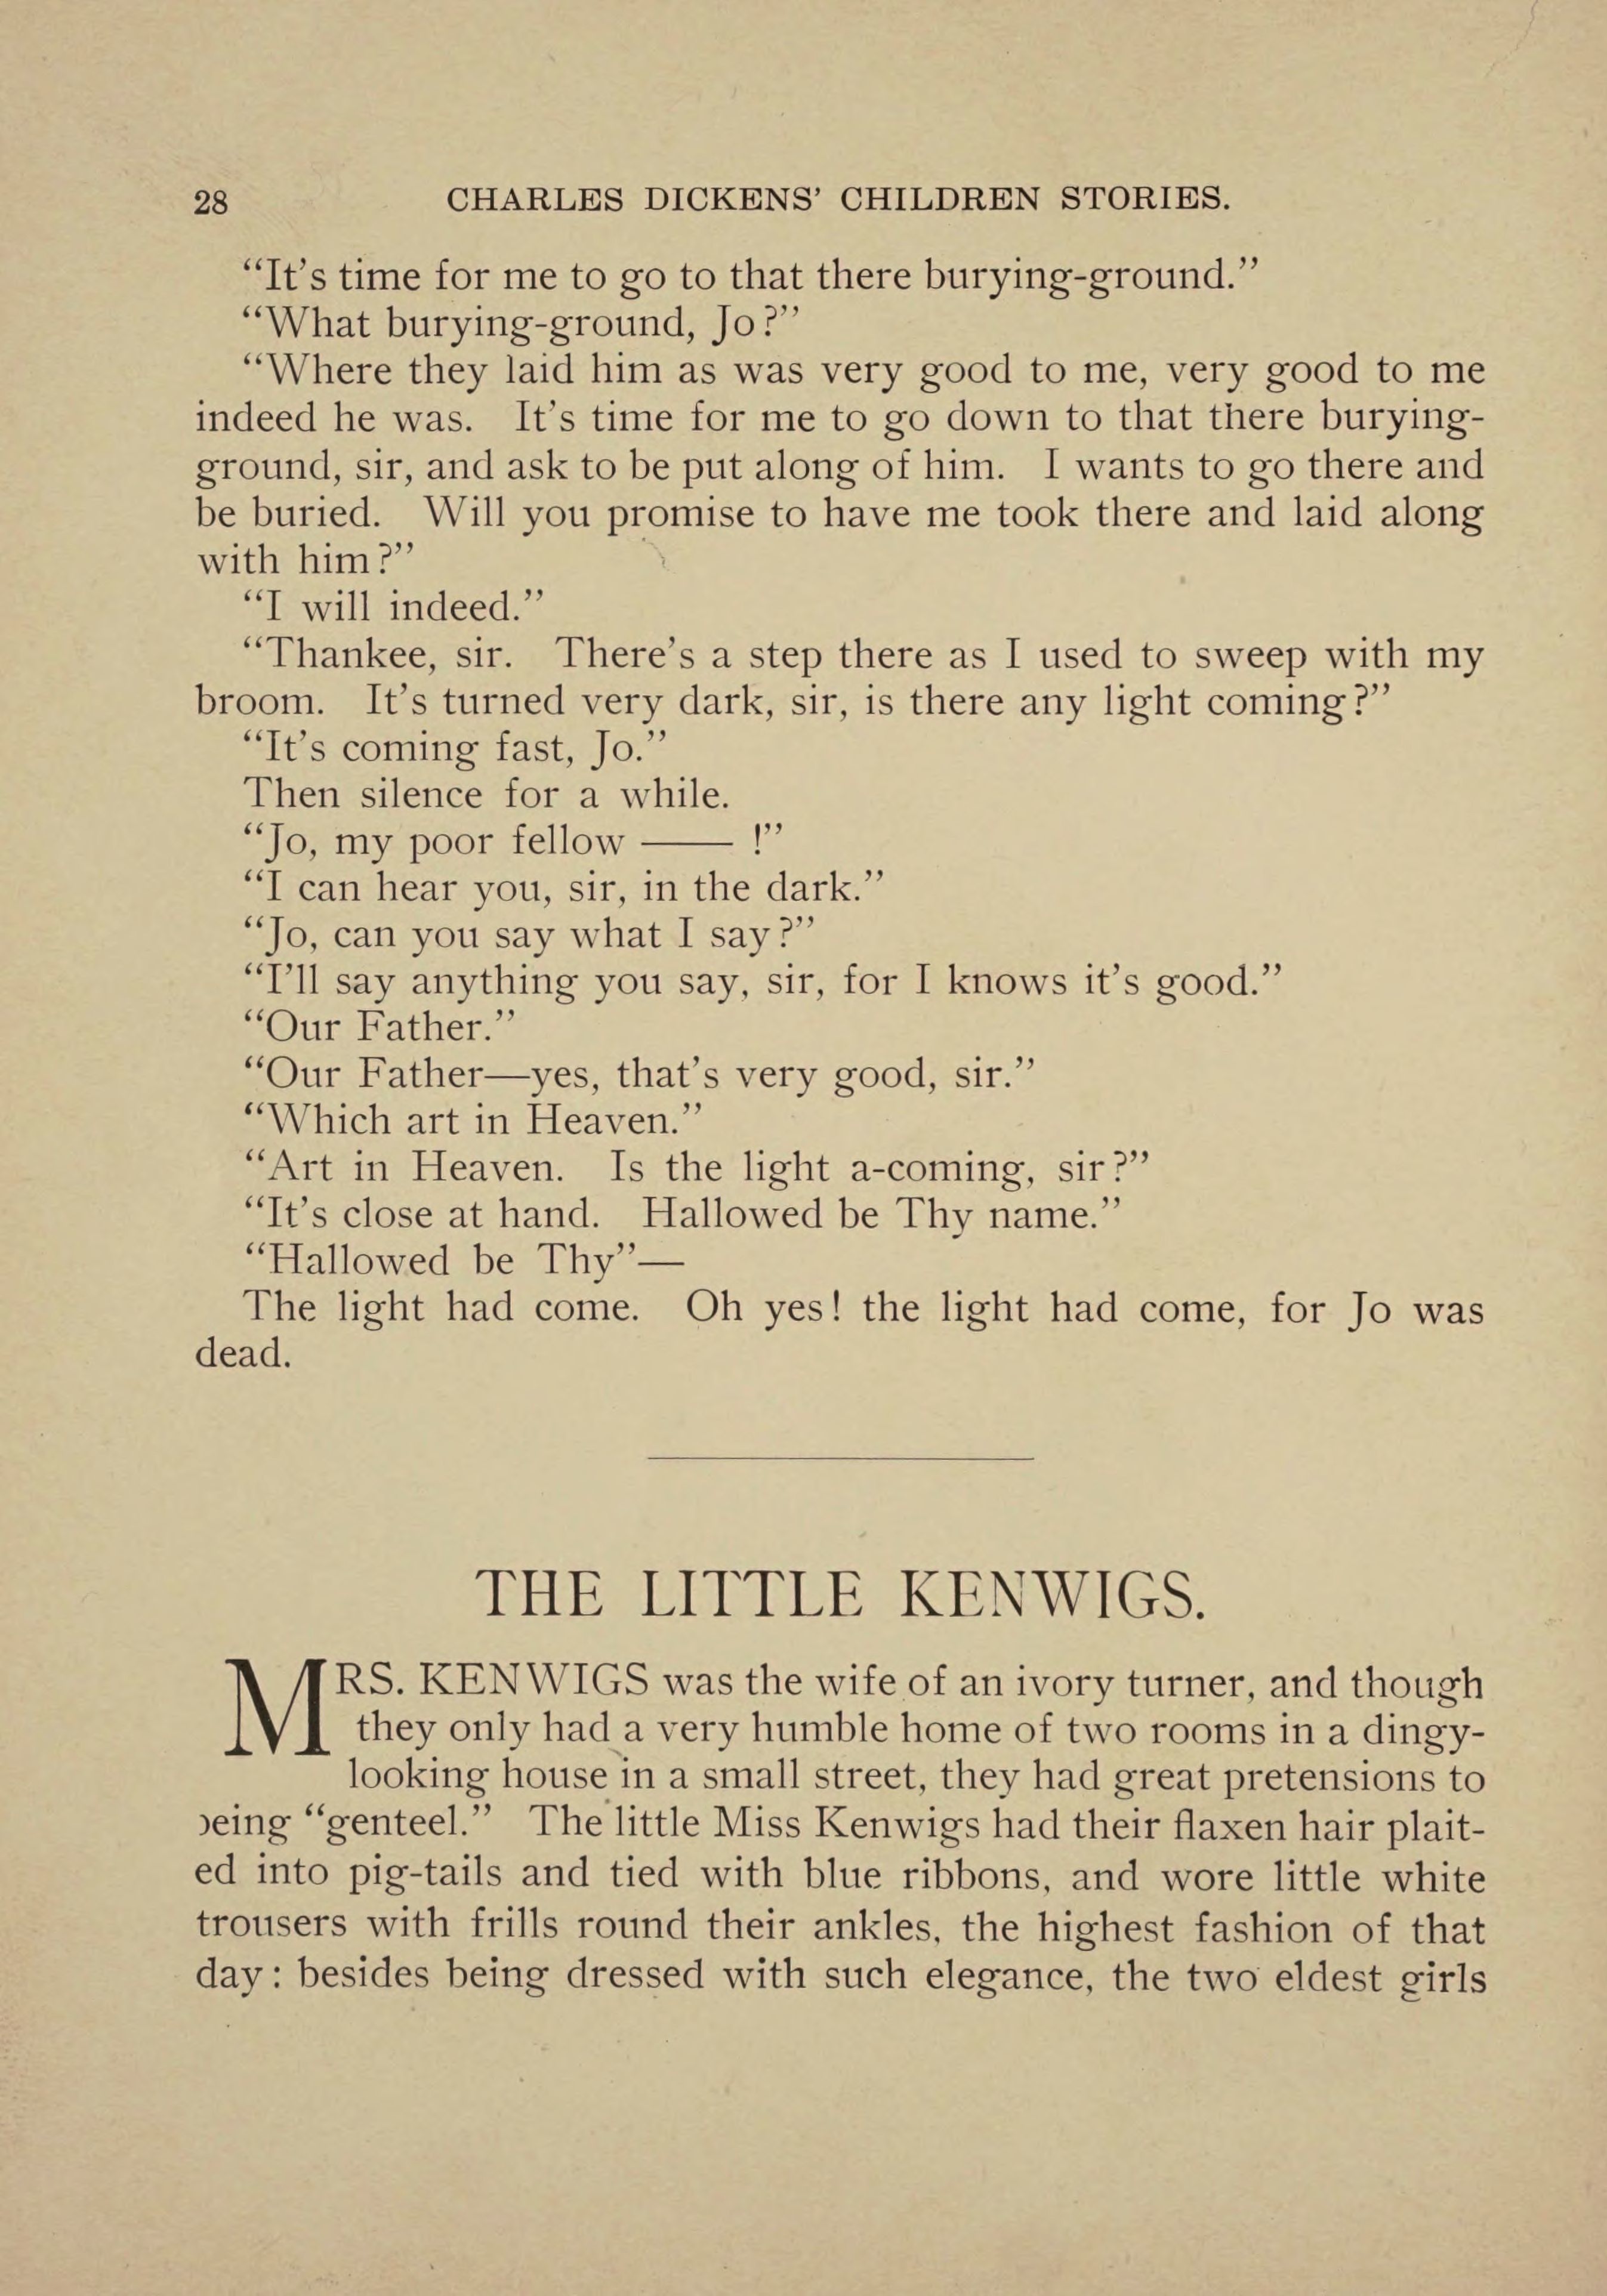 28 CHARLES DICKENS’ CHILDREN STORIES.
“It’s time for me to go to that there burying-ground.”
“What burying-ground, Jo?”
“Where they laid him as was very good to me, very good to me
indeed he was. It’s time for me to go down to that there burying-
ground, sir, and ask to be put along of him. I wants to go there and
be buried. Will you promise to have me took there and laid along
with him?”
“I will indeed.”
“Thankee, sir. There’s a step there as I used to sweep with my
broom. It’s turned very dark, sir, is there any light coming?”
“It’s coming fast, Jo.”
Then silence for a while.
“Jo, my poor fellow —— !”
“I can hear you, sir, in the dark.”
“Jo, can you say what I say?”
“I’ll say anything you say, sir, for I knows it’s good.”
“Our Father.”
“Our Father—yes, that’s very good, sir.”
“Which art in Heaven.”
“Art in Heaven. Is the light a-coming, sir?”
“It’s close at hand. Hallowed be Thy name.”
“Hallowed be Thy”—
The light had come. Oh yes! the light had come, for Jo was
dead.
THE LITTLE KENWIGS.
MRS. KENWIGS was the wife of an ivory turner, and though
they only had a very humble home of two rooms in a dingy-
looking house in a small street, they had great pretensions to
being “genteel.” The little Miss Kenwigs had their flaxen hair plait-
ed into pig-tails and tied with blue ribbons, and wore little white
trousers with frills round their ankles, the highest fashion of that
day: besides being dressed with such elegance, the two eldest girls